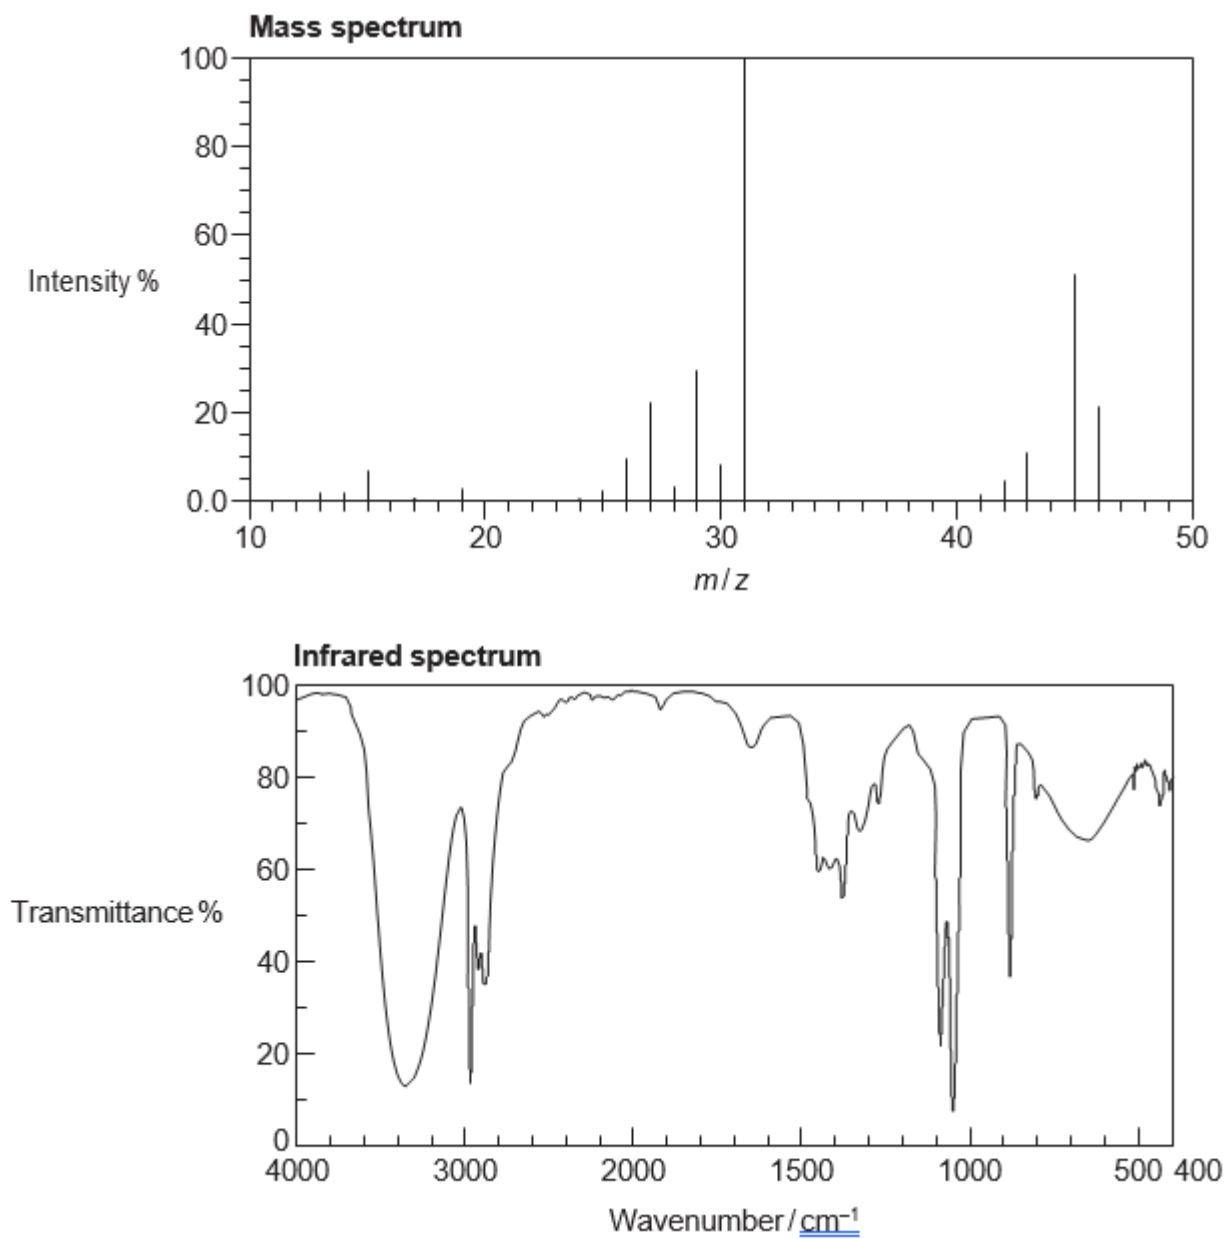 Mass spectrum
100
80
60
Intensity %
40
20
0.0
10 20 30 40 50
m/z
Infrared spectrum
100
80
60
Transmittance %
40
20
0
4000 3000 2000 1500 1000 500 400
Wavenumber/cm⁻¹